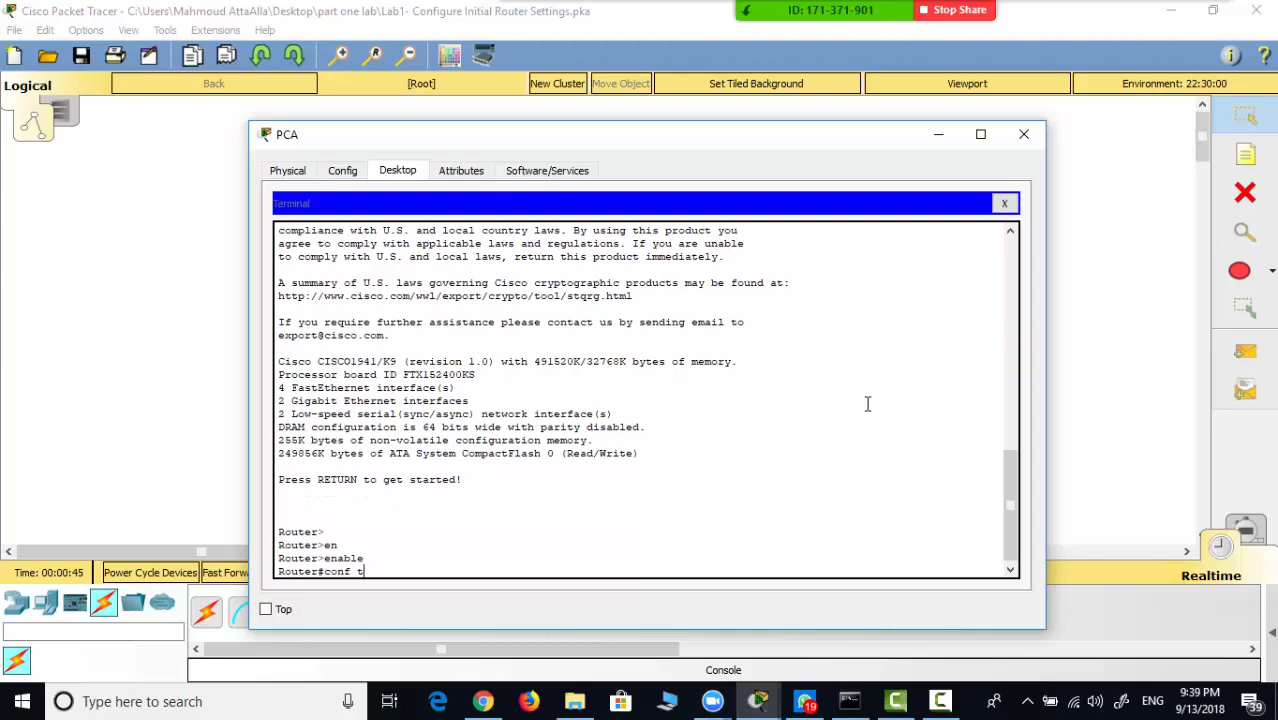 Cisco Packet Tracer - C:\Users\Mahmoud AttaAlla\Desktop\part one lab\Lab1- Configure Initial Router Settings.pka
ID: 171-371-901
Stop Share
File Edit Options View Tools Extensions Help
Logical
Back
[Root]
New Cluster
Move Object
Set Tiled Background
Viewport
Environment: 22:30:00
PCA
Physical
Config
Desktop
Attributes
Software/Services
Terminal
X
compliance with U.S. and local country laws. By using this product you
agree to comply with applicable laws and regulations. If you are unable
to comply with U.S. and local laws, return this product immediately.
A summary of U.S. laws governing Cisco cryptographic products may be found at:
http://www.cisco.com/wwl/export/crypto/tool/stqrg.html
If you require further assistance please contact us by sending email to
export@cisco.com.
Cisco CISCO1941/K9 (revision 1.0) with 491520K/32768K bytes of memory.
Processor board ID FTX152400KS
4 FastEthernet interface(s)
2 Gigabit Ethernet interfaces
2 Low-speed serial(sync/async) network interface(s)
DRAM configuration is 64 bits wide with parity disabled.
255K bytes of non-volatile configuration memory.
249856K bytes of ATA System CompactFlash 0 (Read/Write)
Press RETURN to get started!
Router>
Router>en
Router>enable
Router#conf t
Top
Time: 00:00:45
Power Cycle Devices
Fast Forw
Realtime
Console
Type here to search
19
ENG
9:39 PM
9/13/2018
39